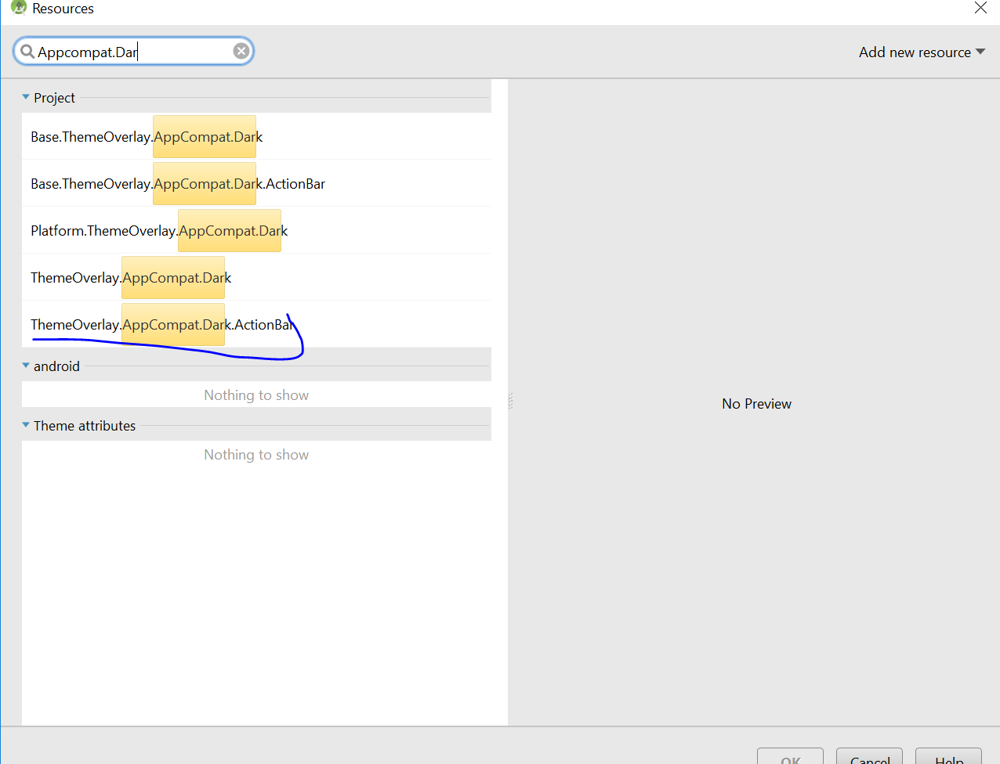 Resources
Appcompat.Dar
Add new resource
Project
Base.ThemeOverlay.AppCompat.Dark
Base.ThemeOverlay.AppCompat.Dark.ActionBar
Platform.ThemeOverlay.AppCompat.Dark
ThemeOverlay.AppCompat.Dark
ThemeOverlay.AppCompat.Dark.ActionBar
android
Nothing to show
No Preview
Theme attributes
Nothing to show
OK Cancel Help